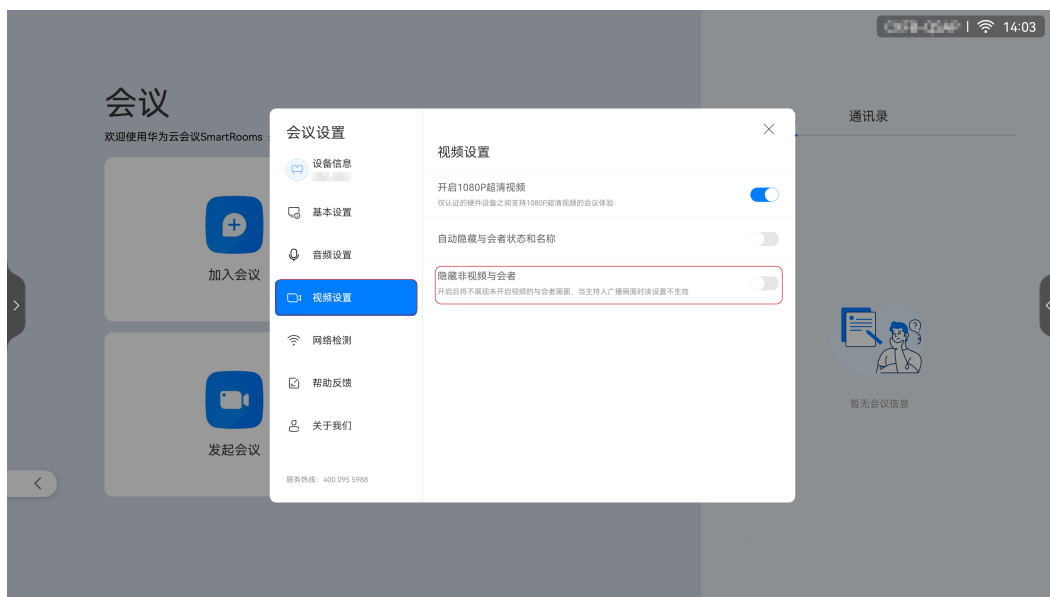 14:03
会议
欢迎使用华为云会议SmartRooms
加入会议
发起会议
会议设置
设备信息
基本设置
音频设置
视频设置
网络检测
帮助反馈
关于我们
服务热线：400 095 5988
视频设置
开启1080P超清视频
仅认证的硬件设备之间支持1080P超清视频的会议体验
自动隐藏与会者状态和名称
隐藏非视频与会者
开启后将不展现未开启视频的与会者画面，当主持人广播画面时该设置不生效
通讯录
暂无会议信息